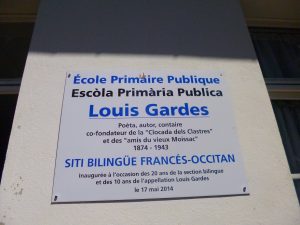 École Primaire Publique
Escòla Primària Publica
Louis Gardes
Poèta, autor, contaire
co-fondateur de la "Clocada dels Clastres"
et des "amis du vieux Moissac"
1874 - 1943
SITI BILINGÜE FRANCÉS-OCCITAN
Inaugurée à l'occasion des 20 ans de la section bilingue
et des 10 ans de l'appellation Louis Gardes
le 17 mai 2014